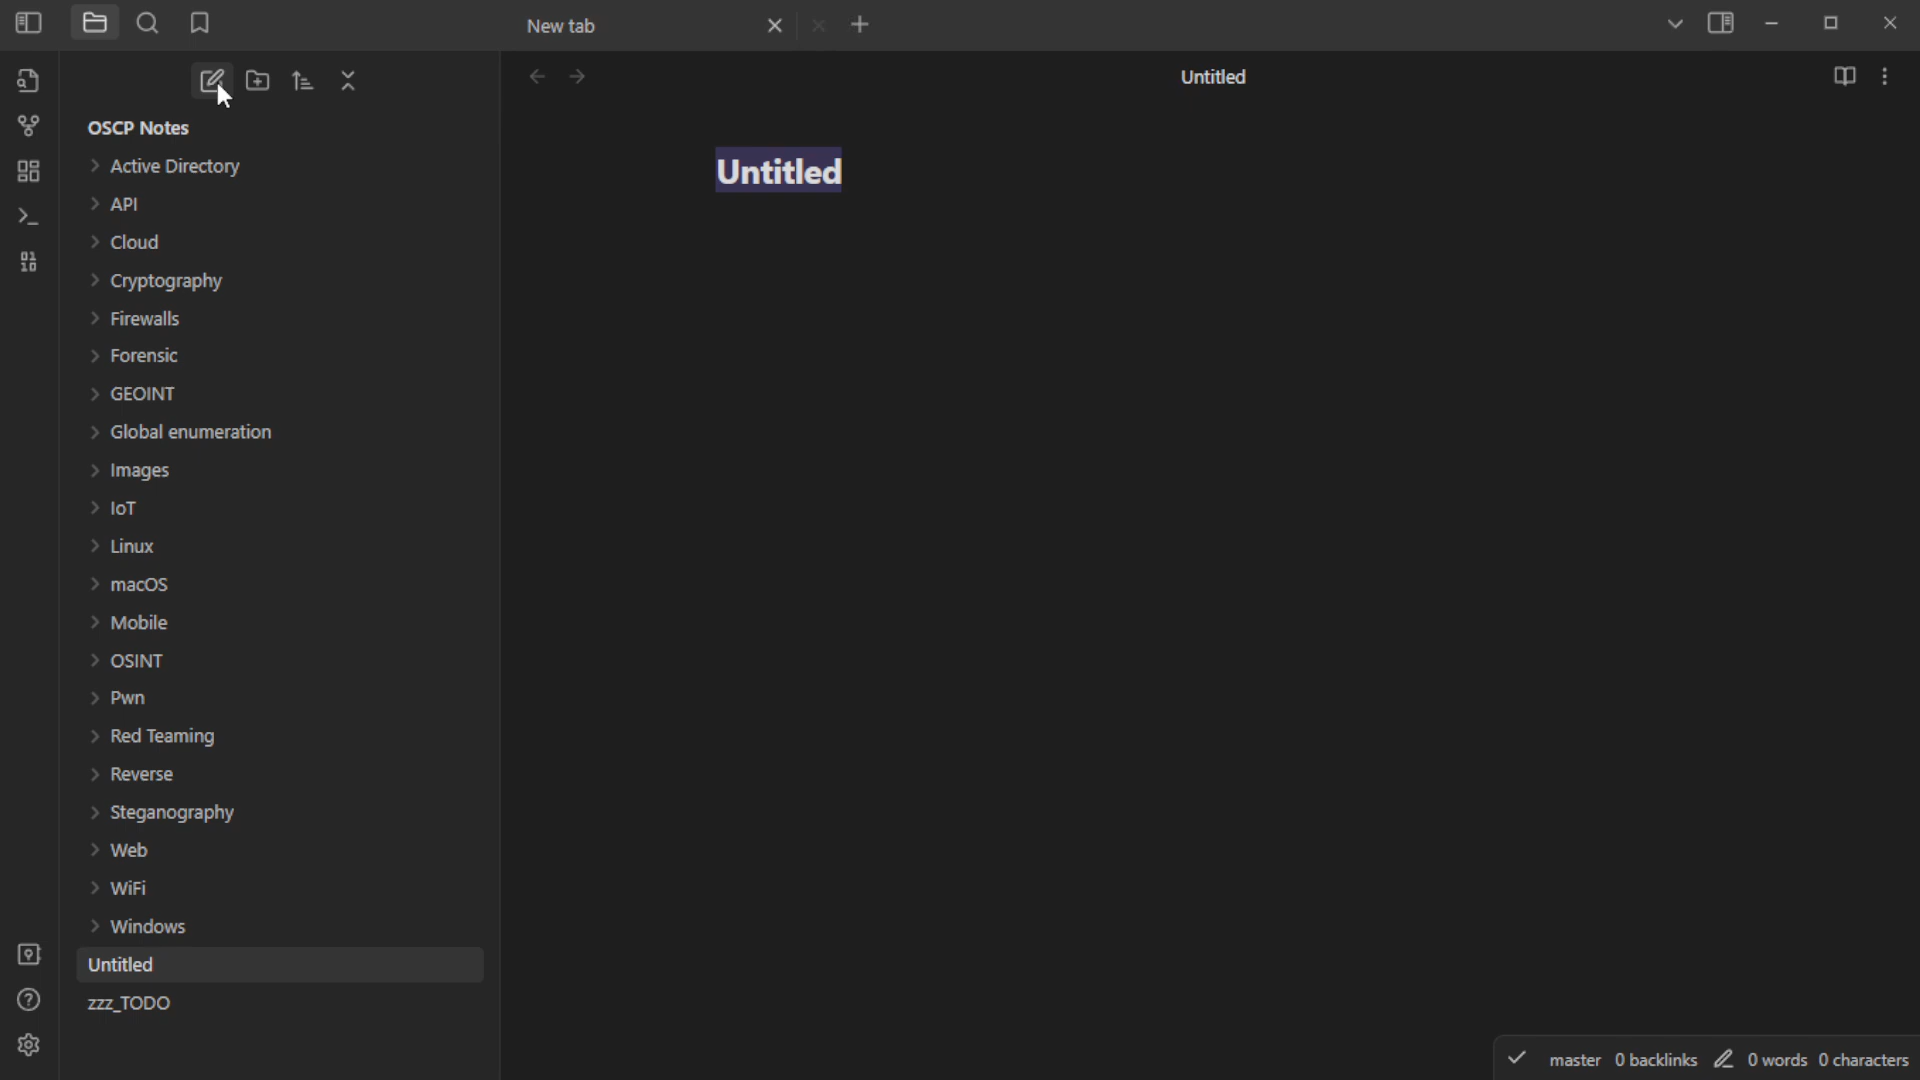 New tab
Untitled
OSCP Notes
Active Directory
API
Cloud
Cryptography
Firewalls
Forensic
GEOINT
Global enumeration
Images
IoT
Linux
macOS
Mobile
OSINT
Pwn
Red Teaming
Reverse
Steganography
Web
WiFi
Windows
Untitled
zzz_TODO
Untitled
master 0 backlinks 0 words 0 characters